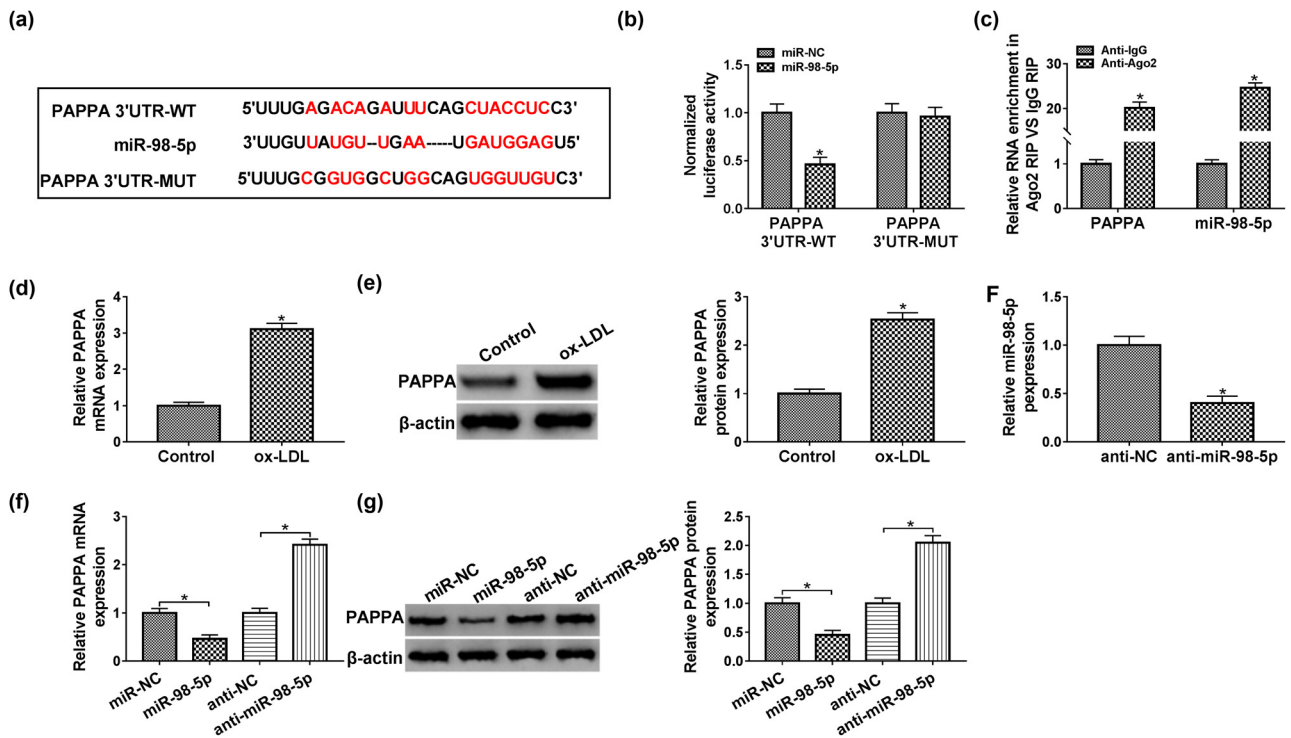 (a)
PAPPA 3'UTR-WT 5'UUUGAGACAGAUUUCAGCUACCUCC3'
miR-98-5p 3'UUGUUAUGU--UGAA-----UGAUGGAGU5'
PAPPA 3'UTR-MUT 5'UUUGCGGUGGCUGGCAGUGGUUGUC3'
(b)
miR-NC
miR-98-5p
Normalized
luciferase activity
1.5
1.0
0.5
0.0
*
PAPPA
3'UTR-WT
PAPPA
3'UTR-MUT
(c)
Anti-IgG
Anti-Ago2
Relative RNA enrichment in
Ago2 RIP VS IgG RIP
30
20
1
0
*
*
PAPPA
miR-98-5p
(d)
Relative PAPPA
mRNA expression
4
3
2
1
0
*
Control
ox-LDL
(e)
Control
ox-LDL
PAPPA
β-actin
Relative PAPPA
protein expression
3
2
1
0
*
Control
ox-LDL
F
Relative miR-98-5p
pexpression
1.5
1.0
0.5
0.0
*
anti-NC
anti-miR-98-5p
(f)
Relative PAPPA mRNA
expression
3
2
1
0
*
*
miR-NC
miR-98-5p
anti-NC
anti-miR-98-5p
(g)
miR-NC
miR-98-5p
anti-NC
anti-miR-98-5p
PAPPA
β-actin
Relative PAPPA protein
expression
2.5
2.0
1.5
1.0
0.5
0.0
*
*
miR-NC
miR-98-5p
anti-NC
anti-miR-98-5p